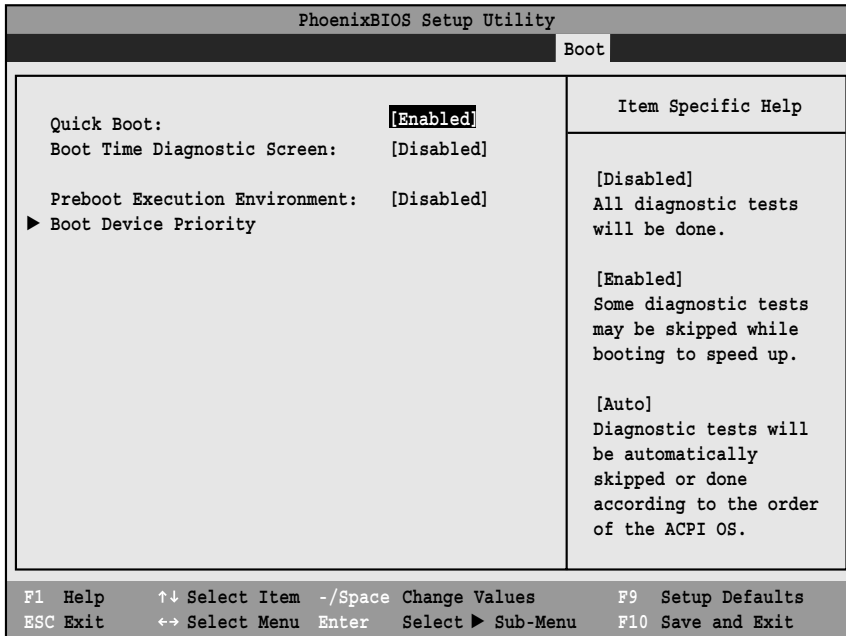 PhoenixBIOS Setup Utility
Boot
Quick Boot: [Enabled]
Boot Time Diagnostic Screen: [Disabled]
Preboot Execution Environment: [Disabled]
▶ Boot Device Priority
Item Specific Help
[Disabled]
All diagnostic tests
will be done.
[Enabled]
Some diagnostic tests
may be skipped while
booting to speed up.
[Auto]
Diagnostic tests will
be automatically
skipped or done
according to the order
of the ACPI OS.
F1 Help ↑↓ Select Item -/Space Change Values F9 Setup Defaults
ESC Exit ←→ Select Menu Enter Select ▶ Sub-Menu F10 Save and Exit